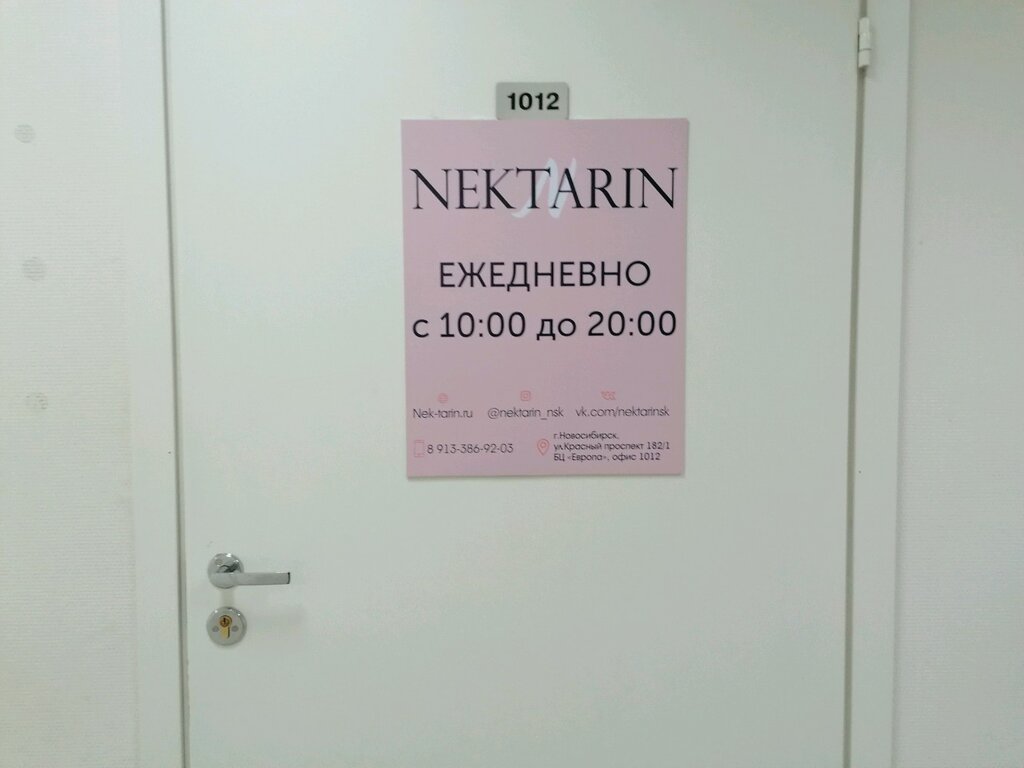 1012
NEKTARIN
ЕЖЕДНЕВНО
с 10:00 до 20:00
Nek-tarin.ru @nektarin_nsk vk.com/nektarinsk
8 913-386-92-03
г.Новосибирск,
ул.Красный проспект 182/1
БЦ «Европа», офис 1012